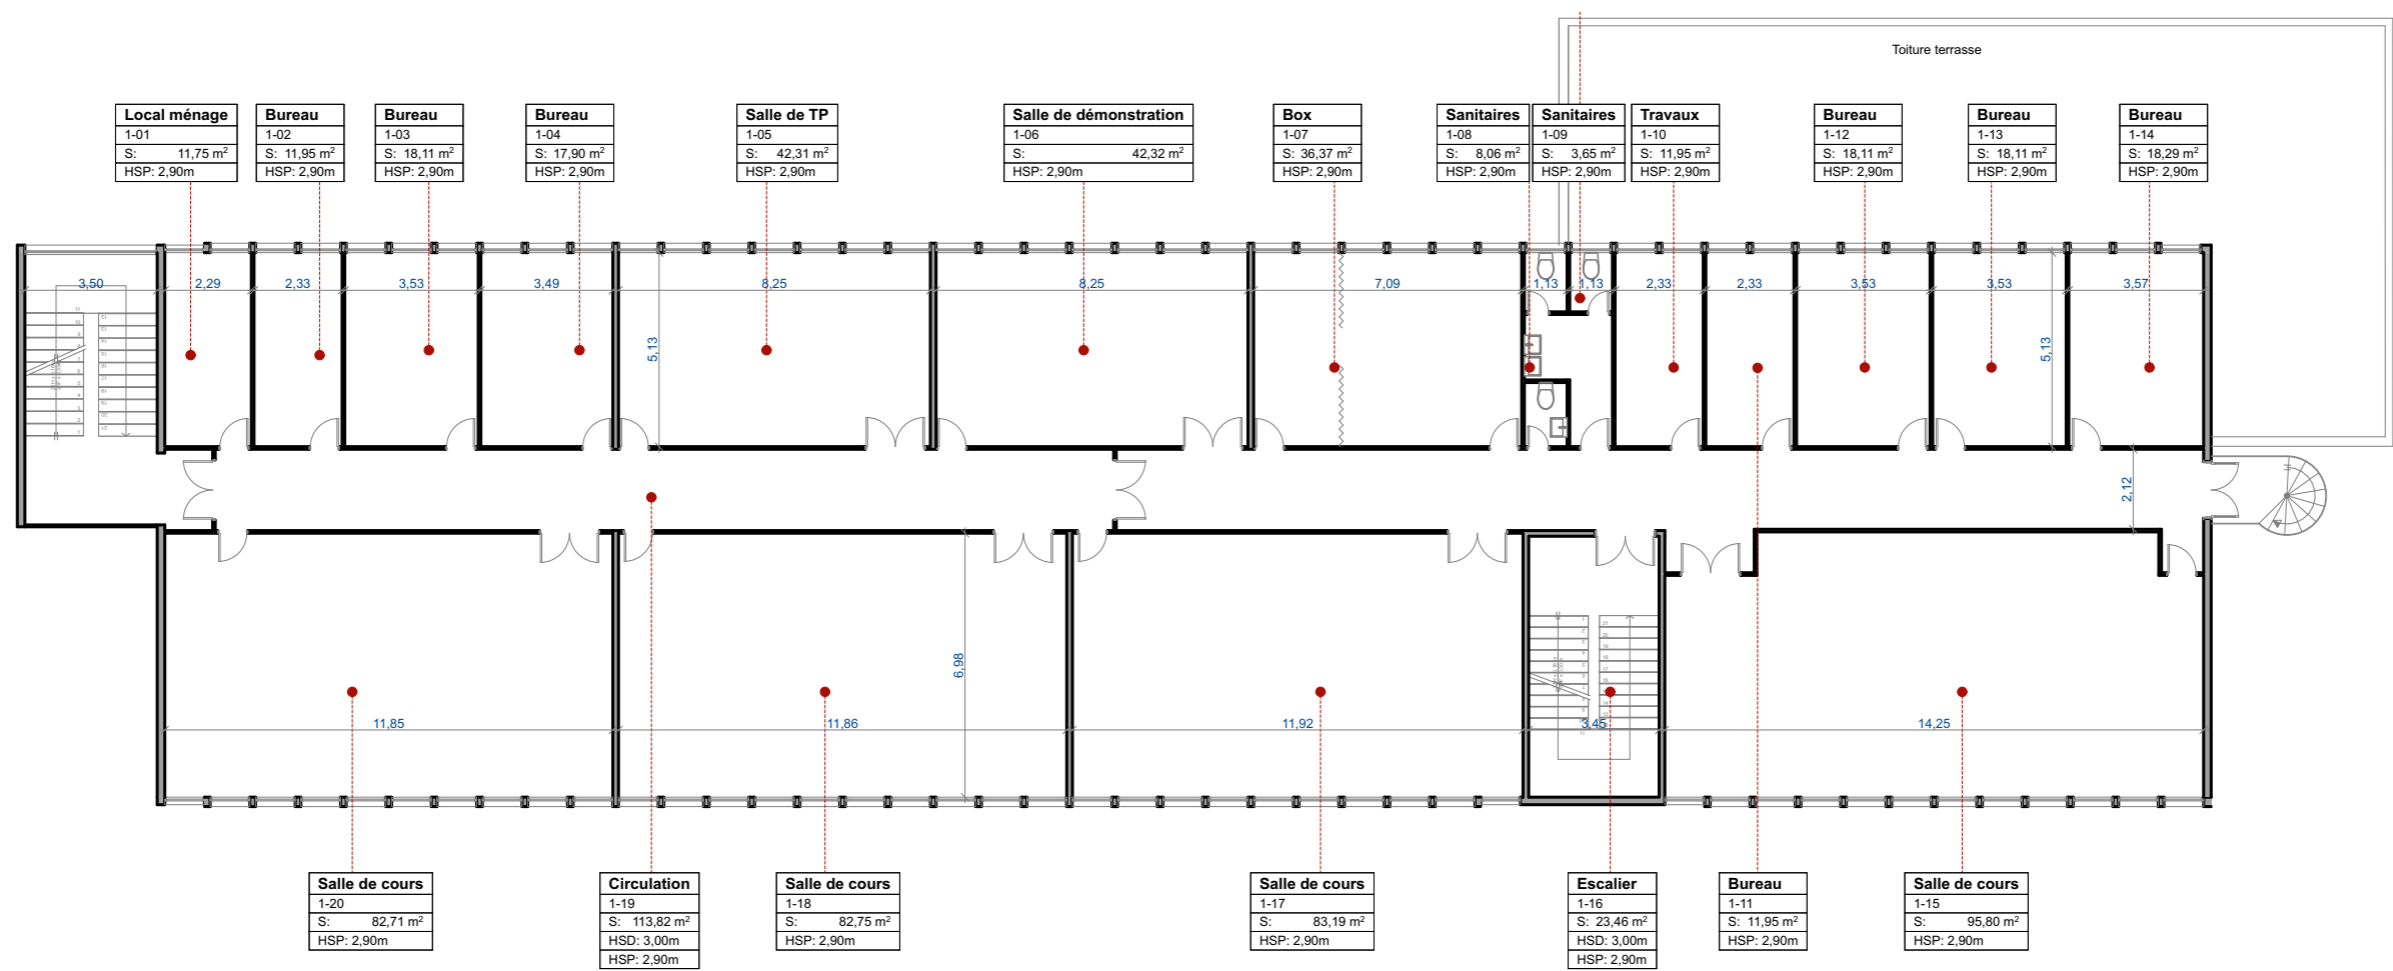 Toiture terrasse
Local ménage
1-01
S: 11,75 m²
HSP: 2,90m
Bureau
1-02
S: 11,95 m²
HSP: 2,90m
Bureau
1-03
S: 18,11 m²
HSP: 2,90m
Bureau
1-04
S: 17,90 m²
HSP: 2,90m
Salle de TP
1-05
S: 42,31 m²
HSP: 2,90m
Salle de démonstration
1-06
S: 42,32 m²
HSP: 2,90m
Box
1-07
S: 36,37 m²
HSP: 2,90m
Sanitaires
1-08
S: 8,06 m²
HSP: 2,90m
Sanitaires
1-09
S: 3,65 m²
HSP: 2,90m
Travaux
1-10
S: 11,95 m²
HSP: 2,90m
Bureau
1-12
S: 18,11 m²
HSP: 2,90m
Bureau
1-13
S: 18,11 m²
HSP: 2,90m
Bureau
1-14
S: 18,29 m²
HSP: 2,90m
3,50
2,29
2,33
3,53
3,49
8,25
8,25
7,09
1,13
1,13
2,33
2,33
3,53
3,53
3,57
5,13
5,13
2,12
6,98
11,85
11,86
11,92
3,45
14,25
Salle de cours
1-20
S: 82,71 m²
HSP: 2,90m
Circulation
1-19
S: 113,82 m²
HSD: 3,00m
HSP: 2,90m
Salle de cours
1-18
S: 82,75 m²
HSP: 2,90m
Salle de cours
1-17
S: 83,19 m²
HSP: 2,90m
Escalier
1-16
S: 23,46 m²
HSD: 3,00m
HSP: 2,90m
Bureau
1-11
S: 11,95 m²
HSP: 2,90m
Salle de cours
1-15
S: 95,80 m²
HSP: 2,90m